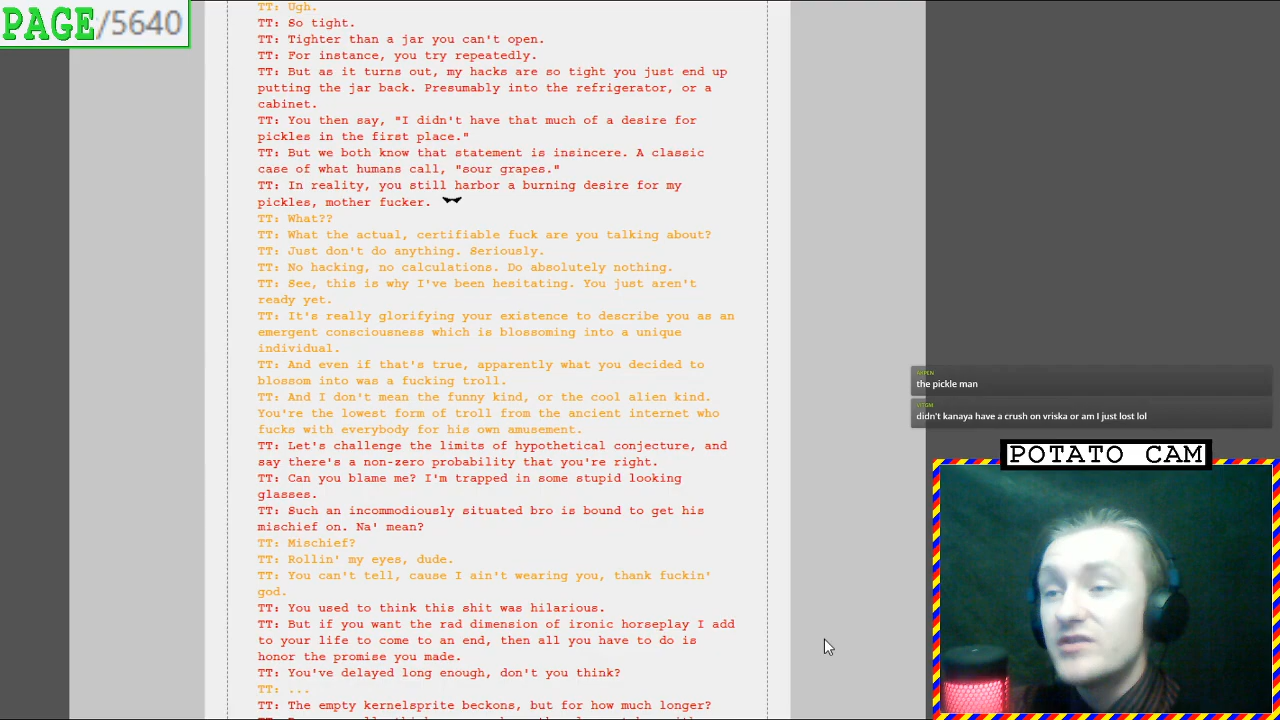 PAGE/5640
TT: Ugh.
TT: So tight.
TT: Tighter than a jar you can't open.
TT: For instance, you try repeatedly.
TT: But as it turns out, my hacks are so tight you just end up
putting the jar back. Presumably into the refrigerator, or a
cabinet.
TT: You then say, "I didn't have that much of a desire for
pickles in the first place."
TT: But we both know that statement is insincere. A classic
case of what humans call, "sour grapes."
TT: In reality, you still harbor a burning desire for my
pickles, mother fucker.
TT: What??
TT: What the actual, certifiable fuck are you talking about?
TT: Just don't do anything. Seriously.
TT: No hacking, no calculations. Do absolutely nothing.
TT: See, this is why I've been hesitating. You just aren't
ready yet.
TT: It's really glorifying your existence to describe you as an
emergent consciousness which is blossoming into a unique
individual.
TT: And even if that's true, apparently what you decided to
blossom into was a fucking troll.
TT: And I don't mean the funny kind, or the cool alien kind.
You're the lowest form of troll from the ancient internet who
fucks with everybody for his own amusement.
TT: Let's challenge the limits of hypothetical conjecture, and
say there's a non-zero probability that you're right.
TT: Can you blame me? I'm trapped in some stupid looking
glasses.
TT: Such an incommodiously situated bro is bound to get his
mischief on. Na' mean?
TT: Mischief?
TT: Rollin' my eyes, dude.
TT: You can't tell, cause I ain't wearing you, thank fuckin'
god.
TT: You used to think this shit was hilarious.
TT: But if you want the rad dimension of ironic horseplay I add
to your life to come to an end, then all you have to do is
honor the promise you made.
TT: You've delayed long enough, don't you think?
TT: ...
TT: The empty kernelsprite beckons, but for how much longer?
the pickle man
didn't kanaya have a crush on vriska or am I just lost lol
POTATO CAM